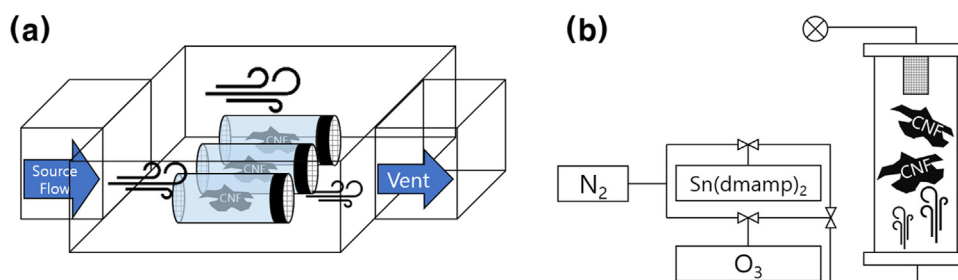 (a)
Source
Flow
CNF
CNF
CNF
Vent
(b)
N₂
Sn(dmamp)₂
O₃
CNF
CNF